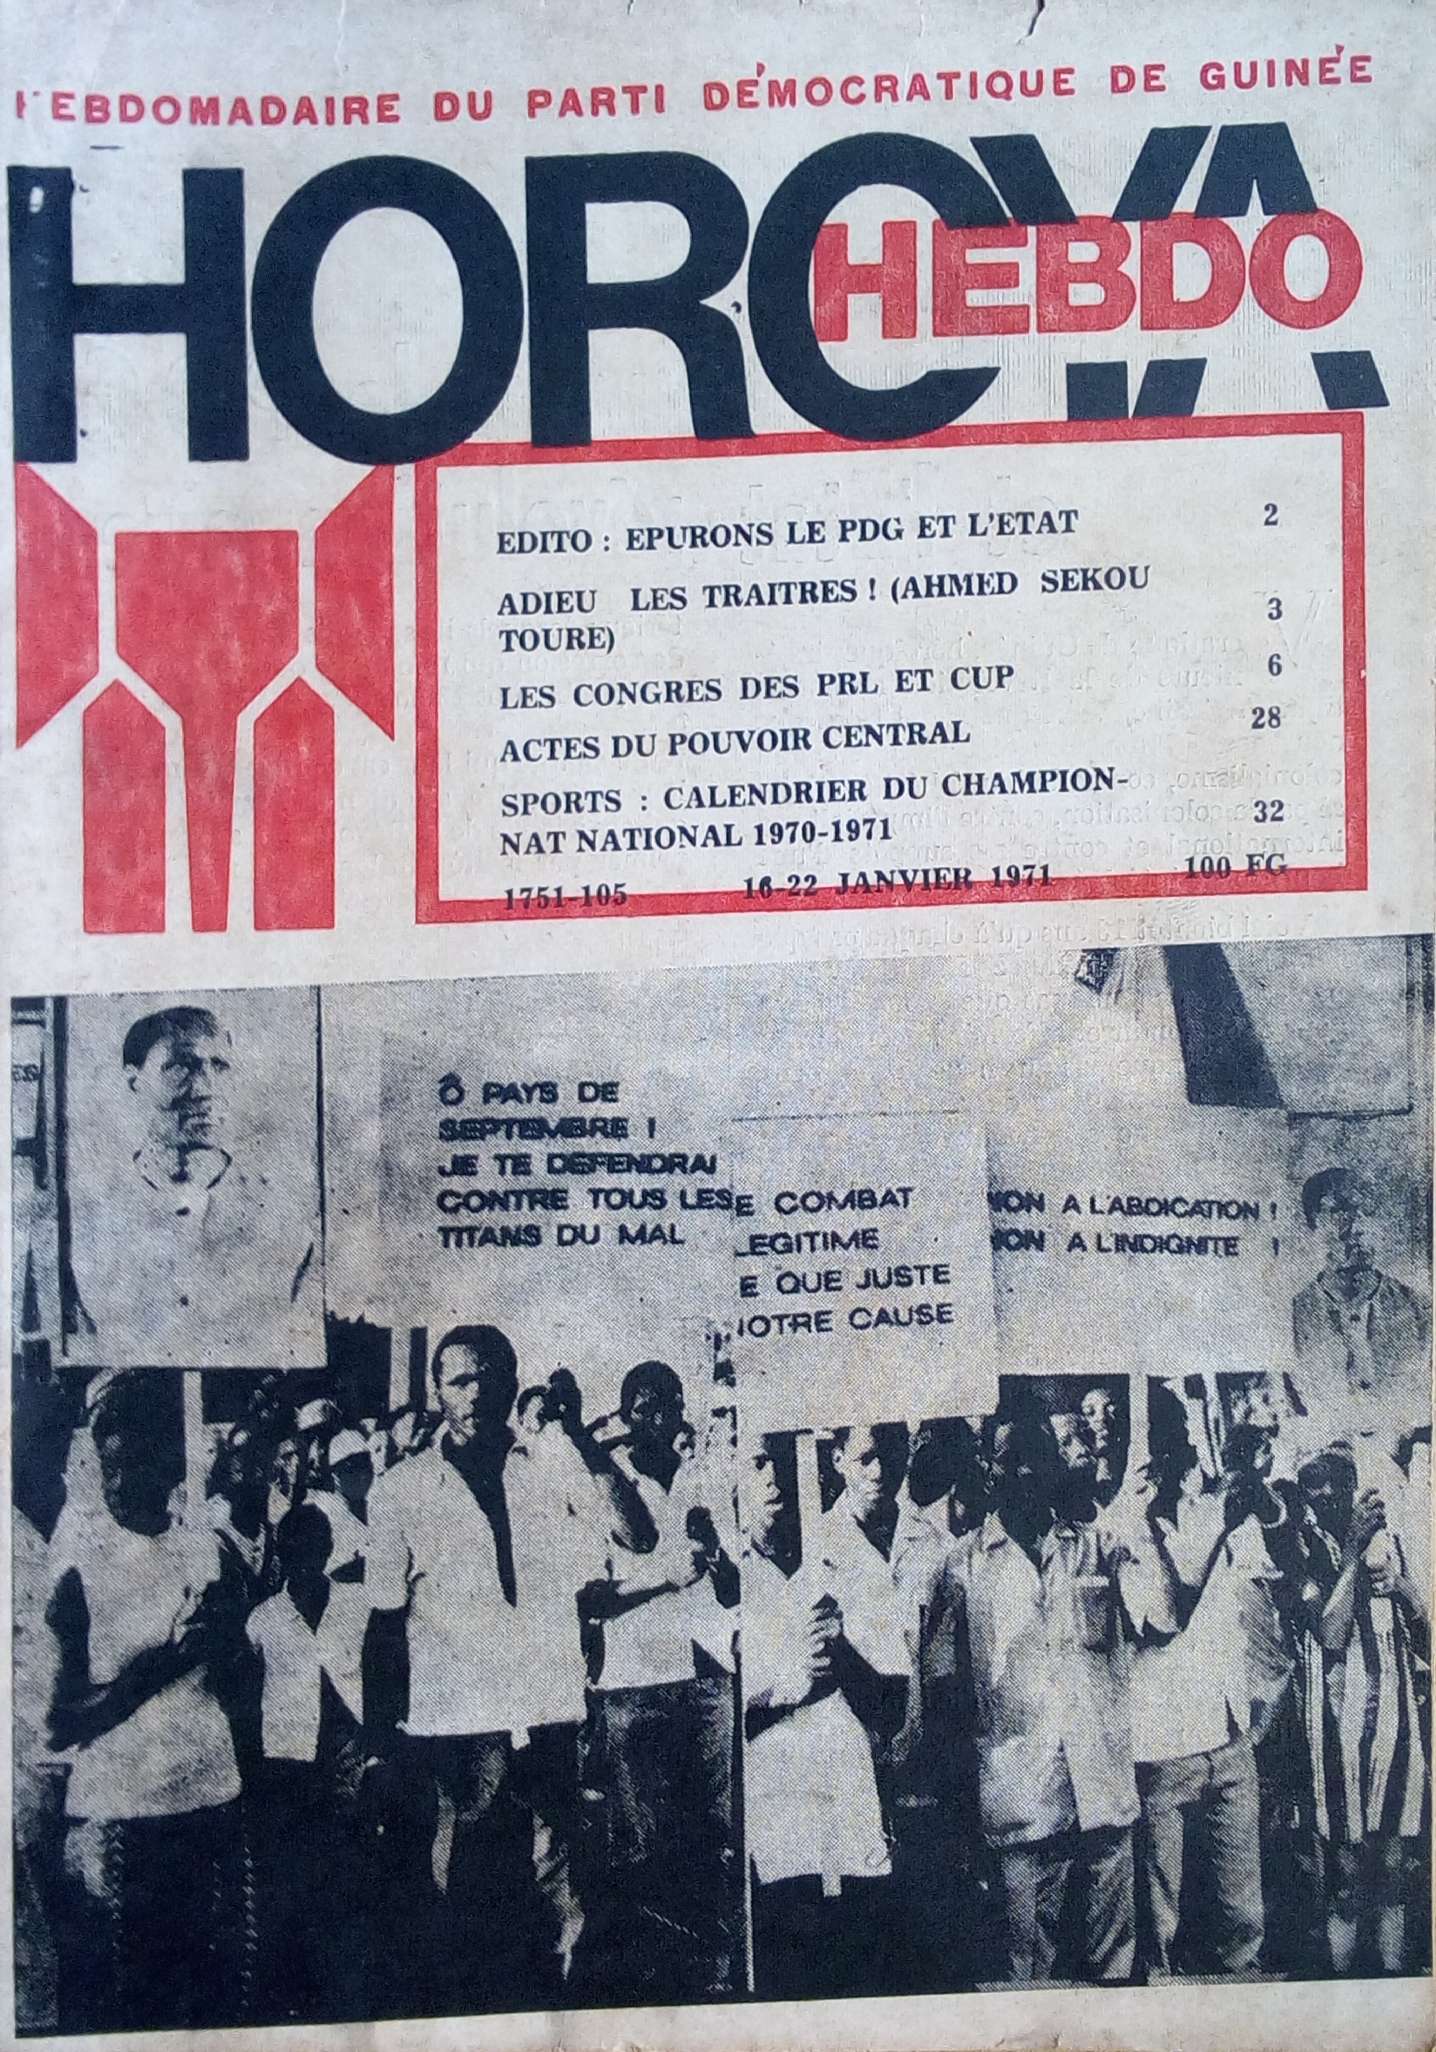 HEBDOMADAIRE DU PARTI DÉMOCRATIQUE DE GUINÉE
HOROYA
HEBDO
EDITO : EPURONS LE PDG ET L'ETAT 2
ADIEU LES TRAITRES ! (AHMED SEKOU
TOURE) 3
LES CONGRES DES PRL ET CUP 6
ACTES DU POUVOIR CENTRAL 28
SPORTS : CALENDRIER DU CHAMPION-
NAT NATIONAL 1970-1971 32
1751-105 16-22 JANVIER 1971 100 FG
ES
Ô PAYS DE
SEPTEMBRE !
JE TE DEFENDRAI
CONTRE TOUS LES
TITANS DU MAL
E COMBAT
LEGITIME
E QUE JUSTE
NOTRE CAUSE
NON A L'ABDICATION !
NON A L'INDIGNITE !